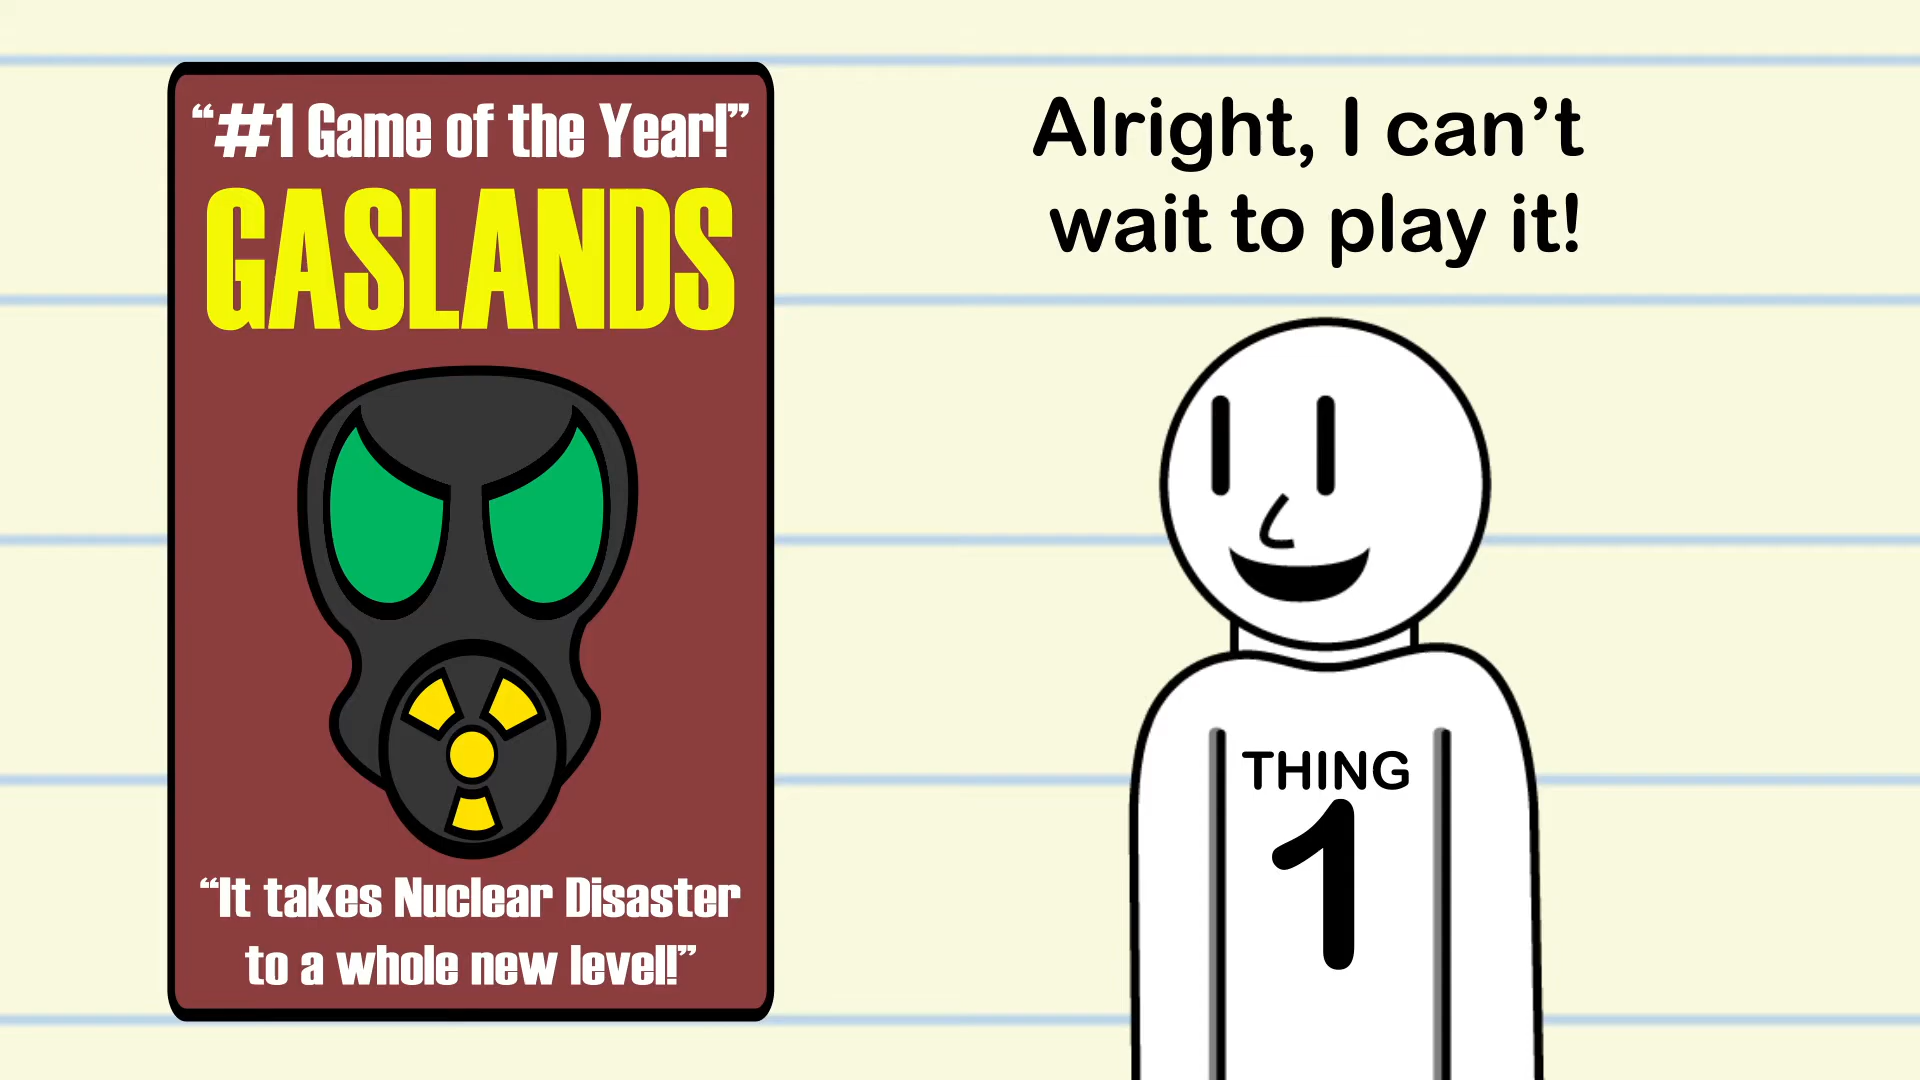 “#1 Game of the Year!”
GASLANDS
“It takes Nuclear Disaster
to a whole new level!”
Alright, I can’t
wait to play it!
THING
1